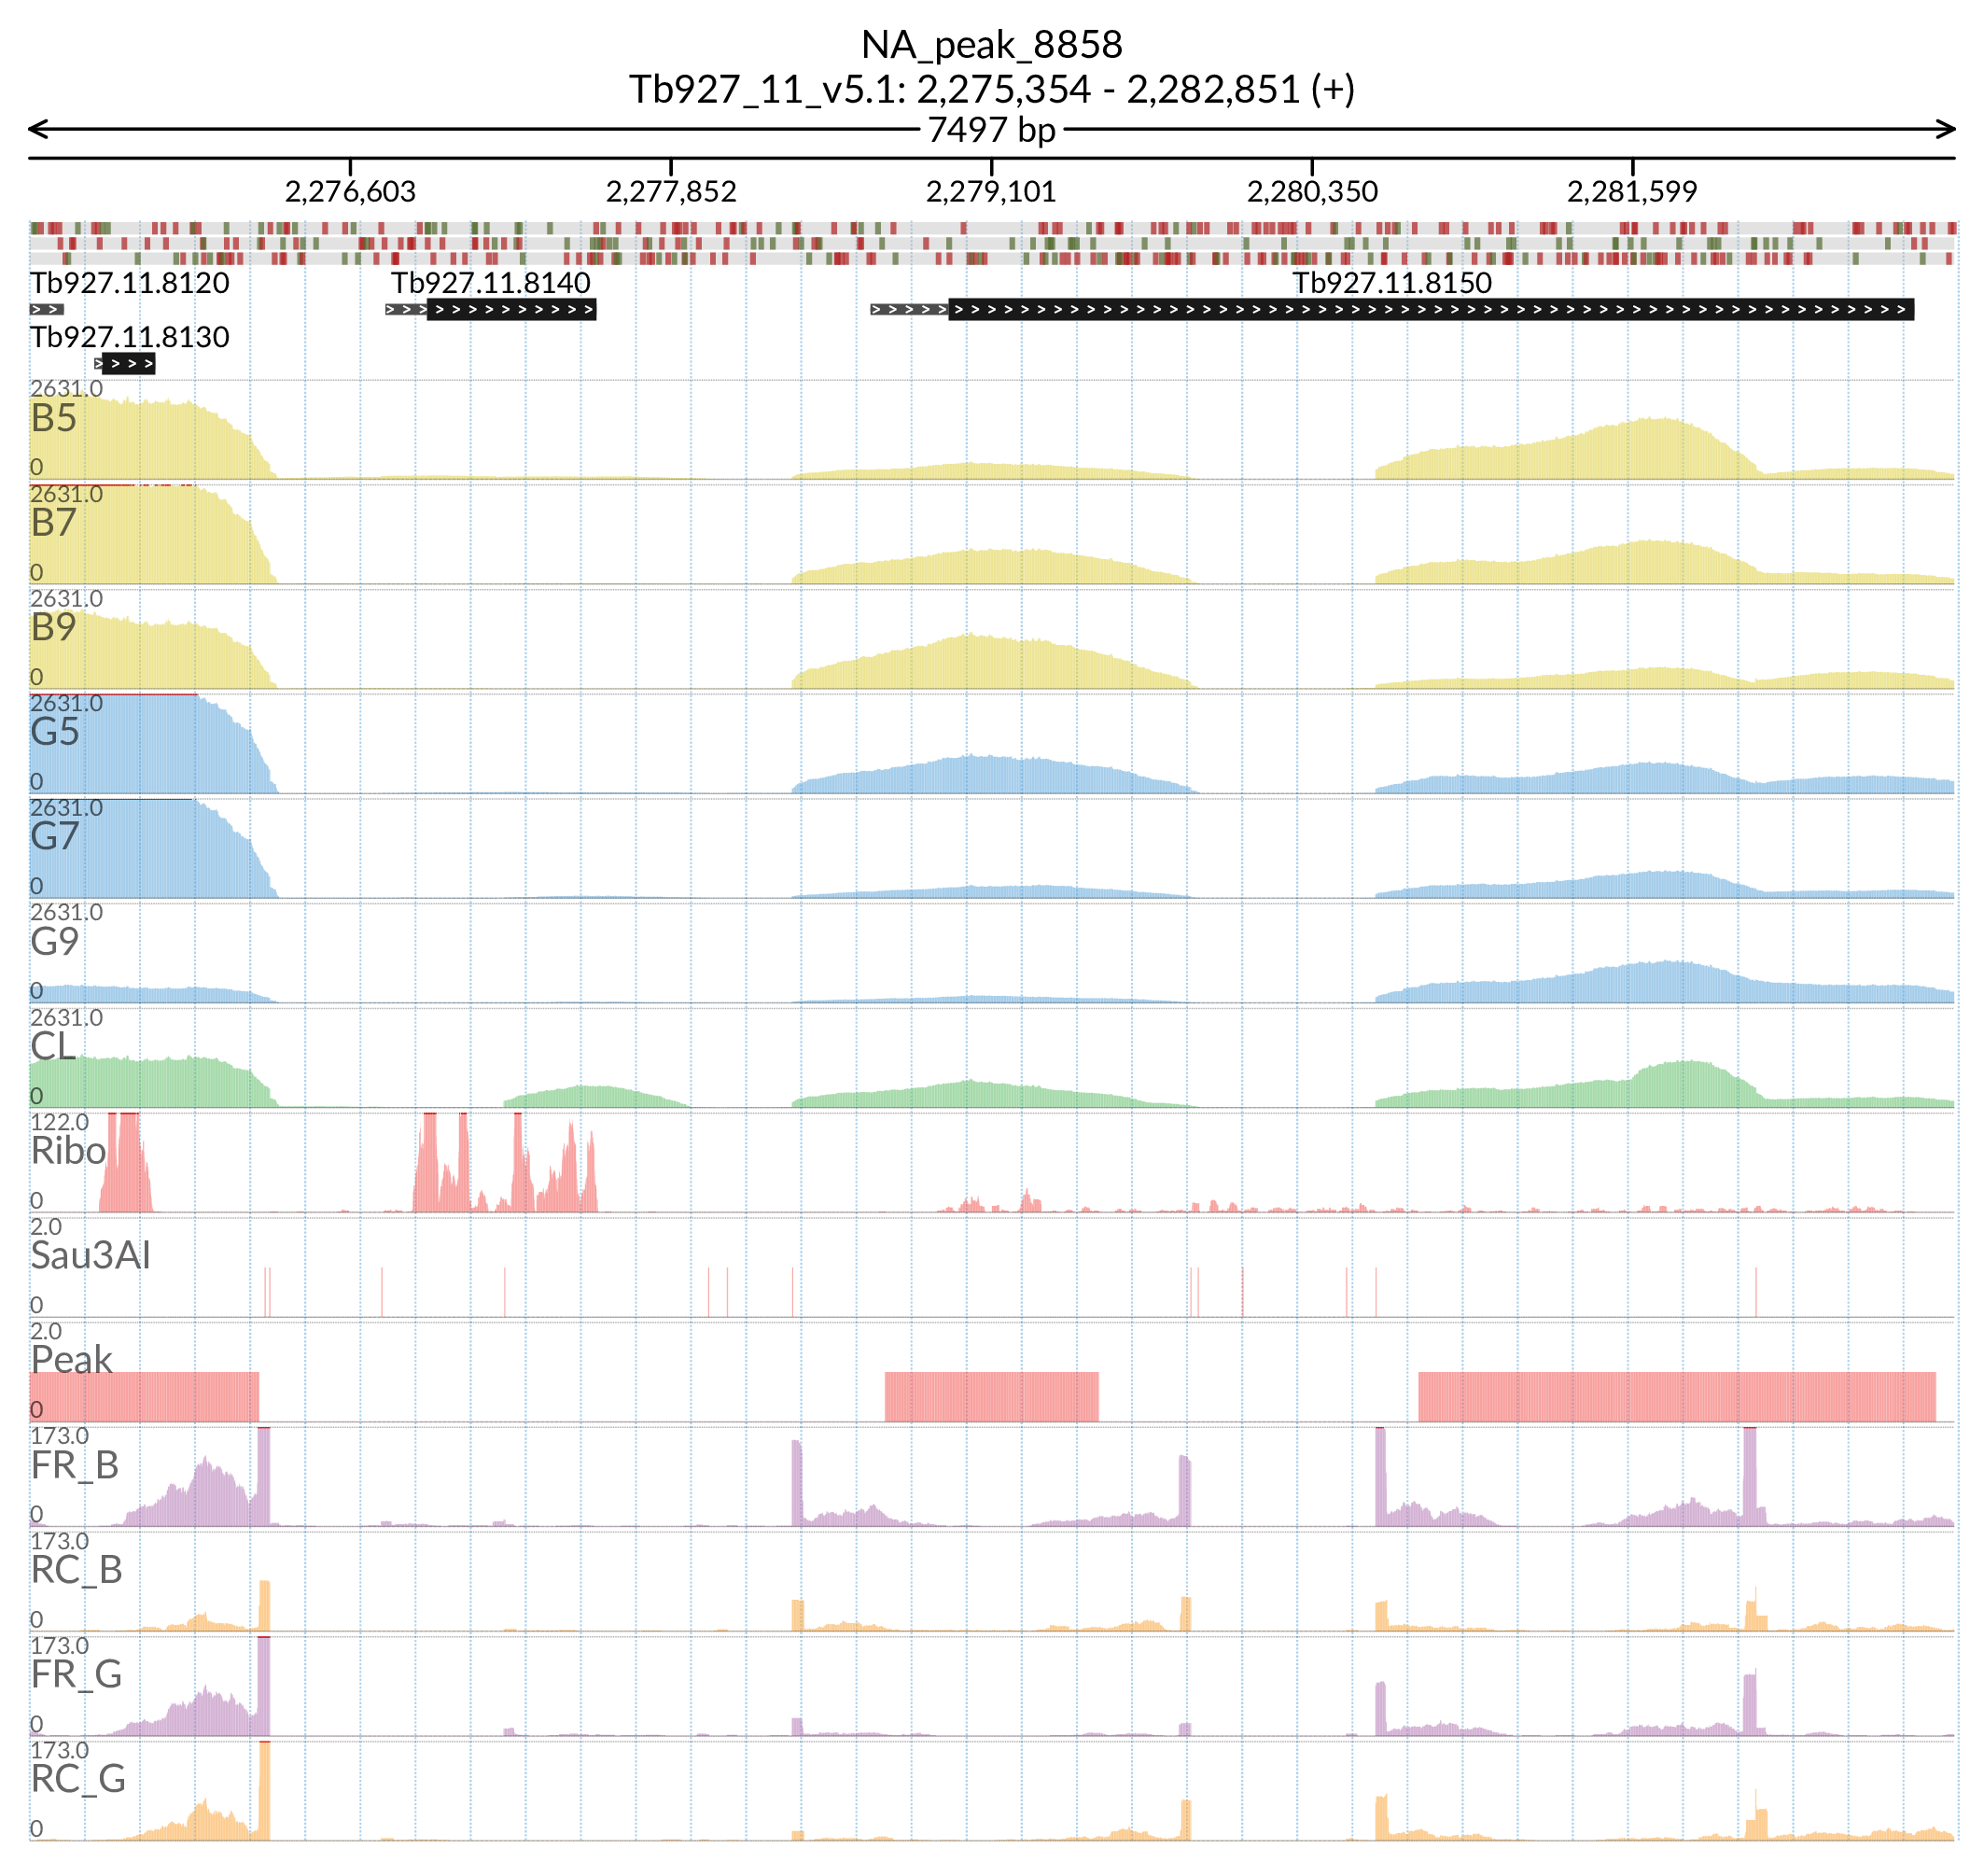 NA_peak_8858
Tb927_11_v5.1: 2,275,354 - 2,282,851 (+)
7497 bp
2,276,603 2,277,852 2,279,101 2,280,350 2,281,599
Tb927.11.8120 Tb927.11.8140 Tb927.11.8150
Tb927.11.8130
2631.0
B5
0
2631.0
B7
0
2631.0
B9
0
2631.0
G5
0
2631.0
G7
0
2631.0
G9
0
2631.0
CL
0
122.0
Ribo
0
2.0
Sau3AI
0
2.0
Peak
0
173.0
FR_B
0
173.0
RC_B
0
173.0
FR_G
0
173.0
RC_G
0